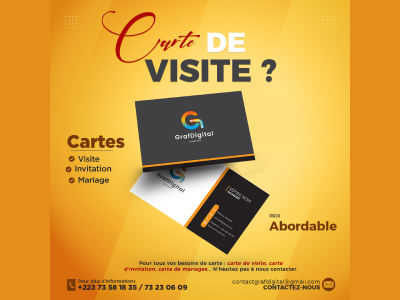 Carte DE
VISITE ?
Cartes
Visite
Invitation
Mariage
GrafDigital
GrafDigital
PRIX
Abordable
Pour tous vos besoins de carte : carte de visite, carte
d'invitation, carte de mariages... N'hésitez pas à nous contacter.
Pour plus d'informations
+223 73 58 18 35 / 73 23 06 09
contactgrafdigital@gmail.com
CONTACTEZ-NOUS